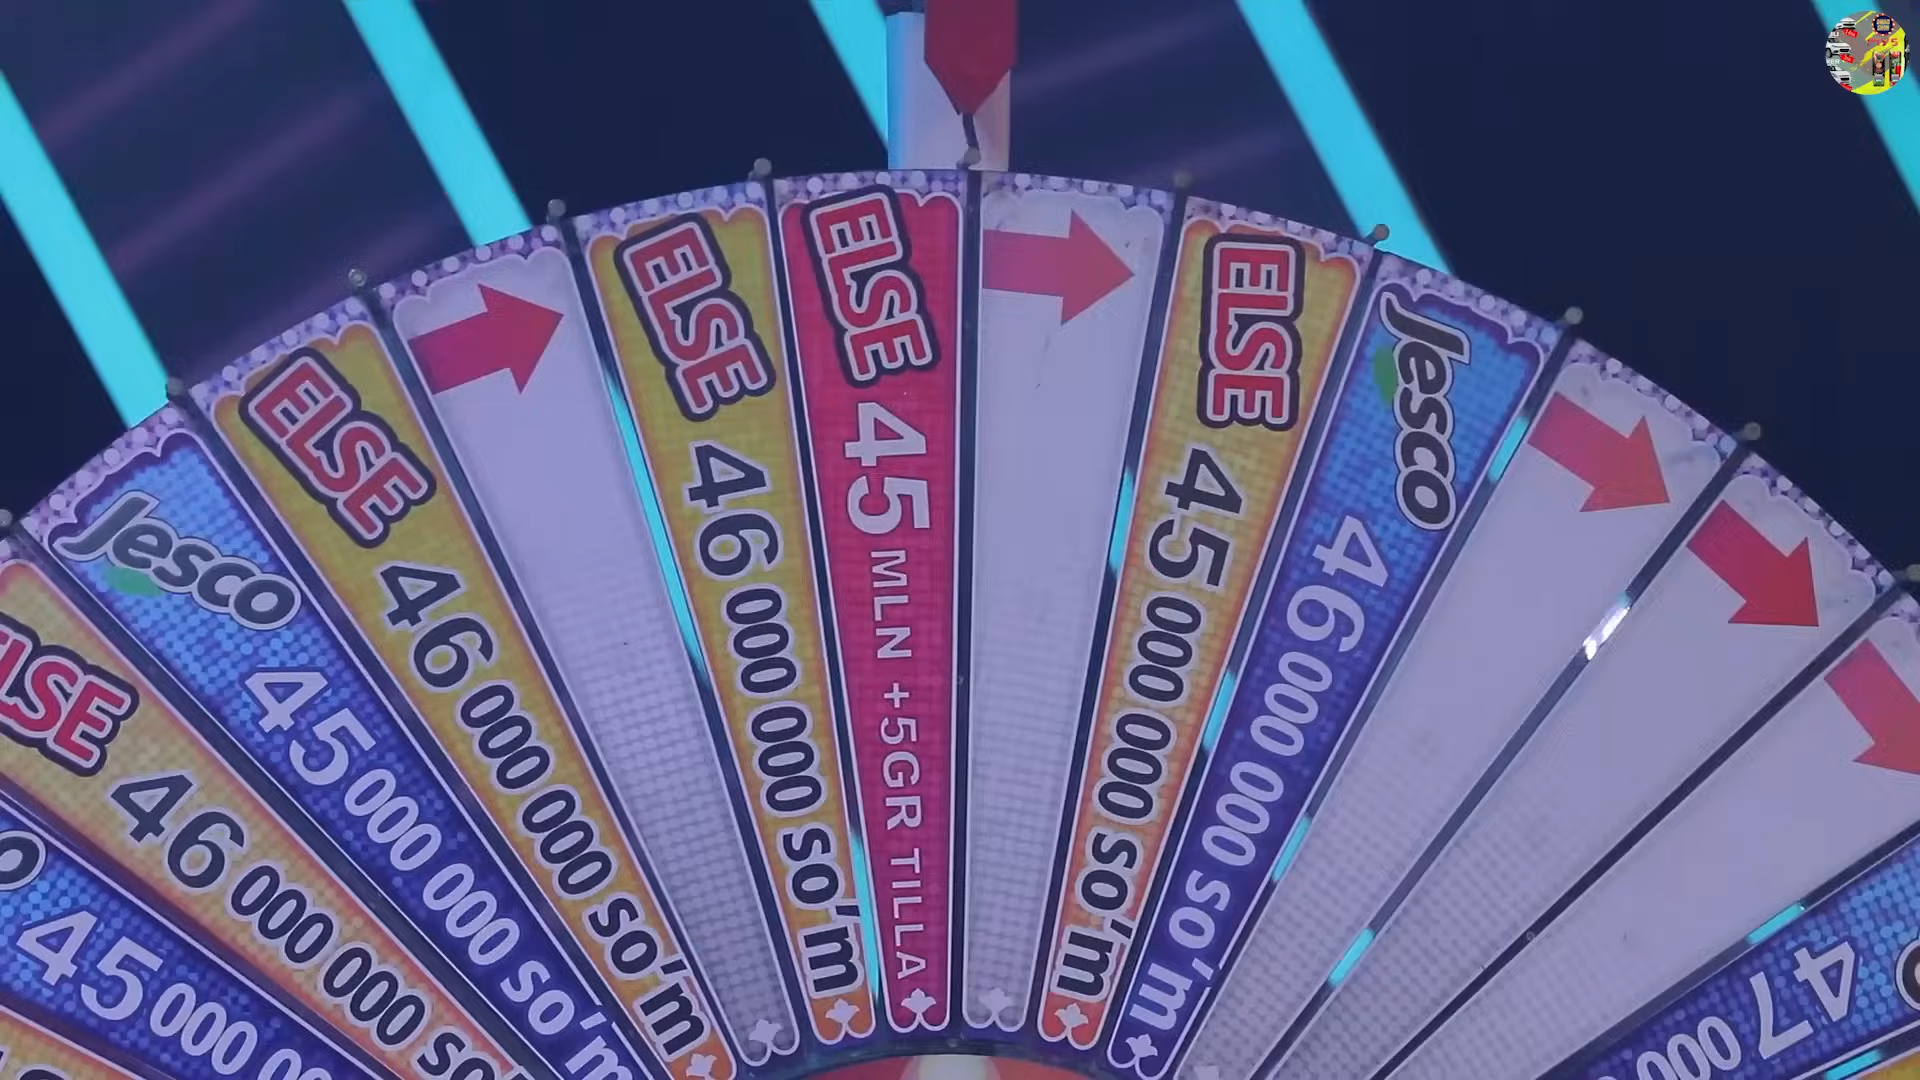 ELSE 46 000 000 so'm
Jesco 45 000 000 so'm
ELSE 46 000 000 so'm
ELSE 46 000 000 so'm
ELSE 45 MLN +5GR TILLA
ELSE 45 000 000 so'm
Jesco 46 000 000 so'm
45 000
47 000